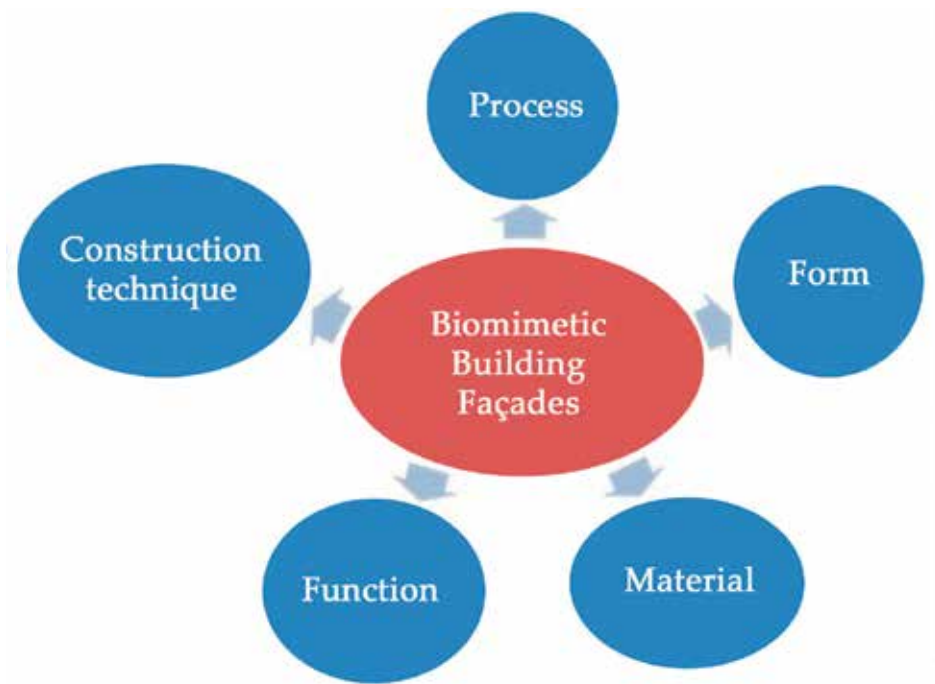 Process
Construction
technique
Form
Biomimetic
Building
Façades
Function
Material